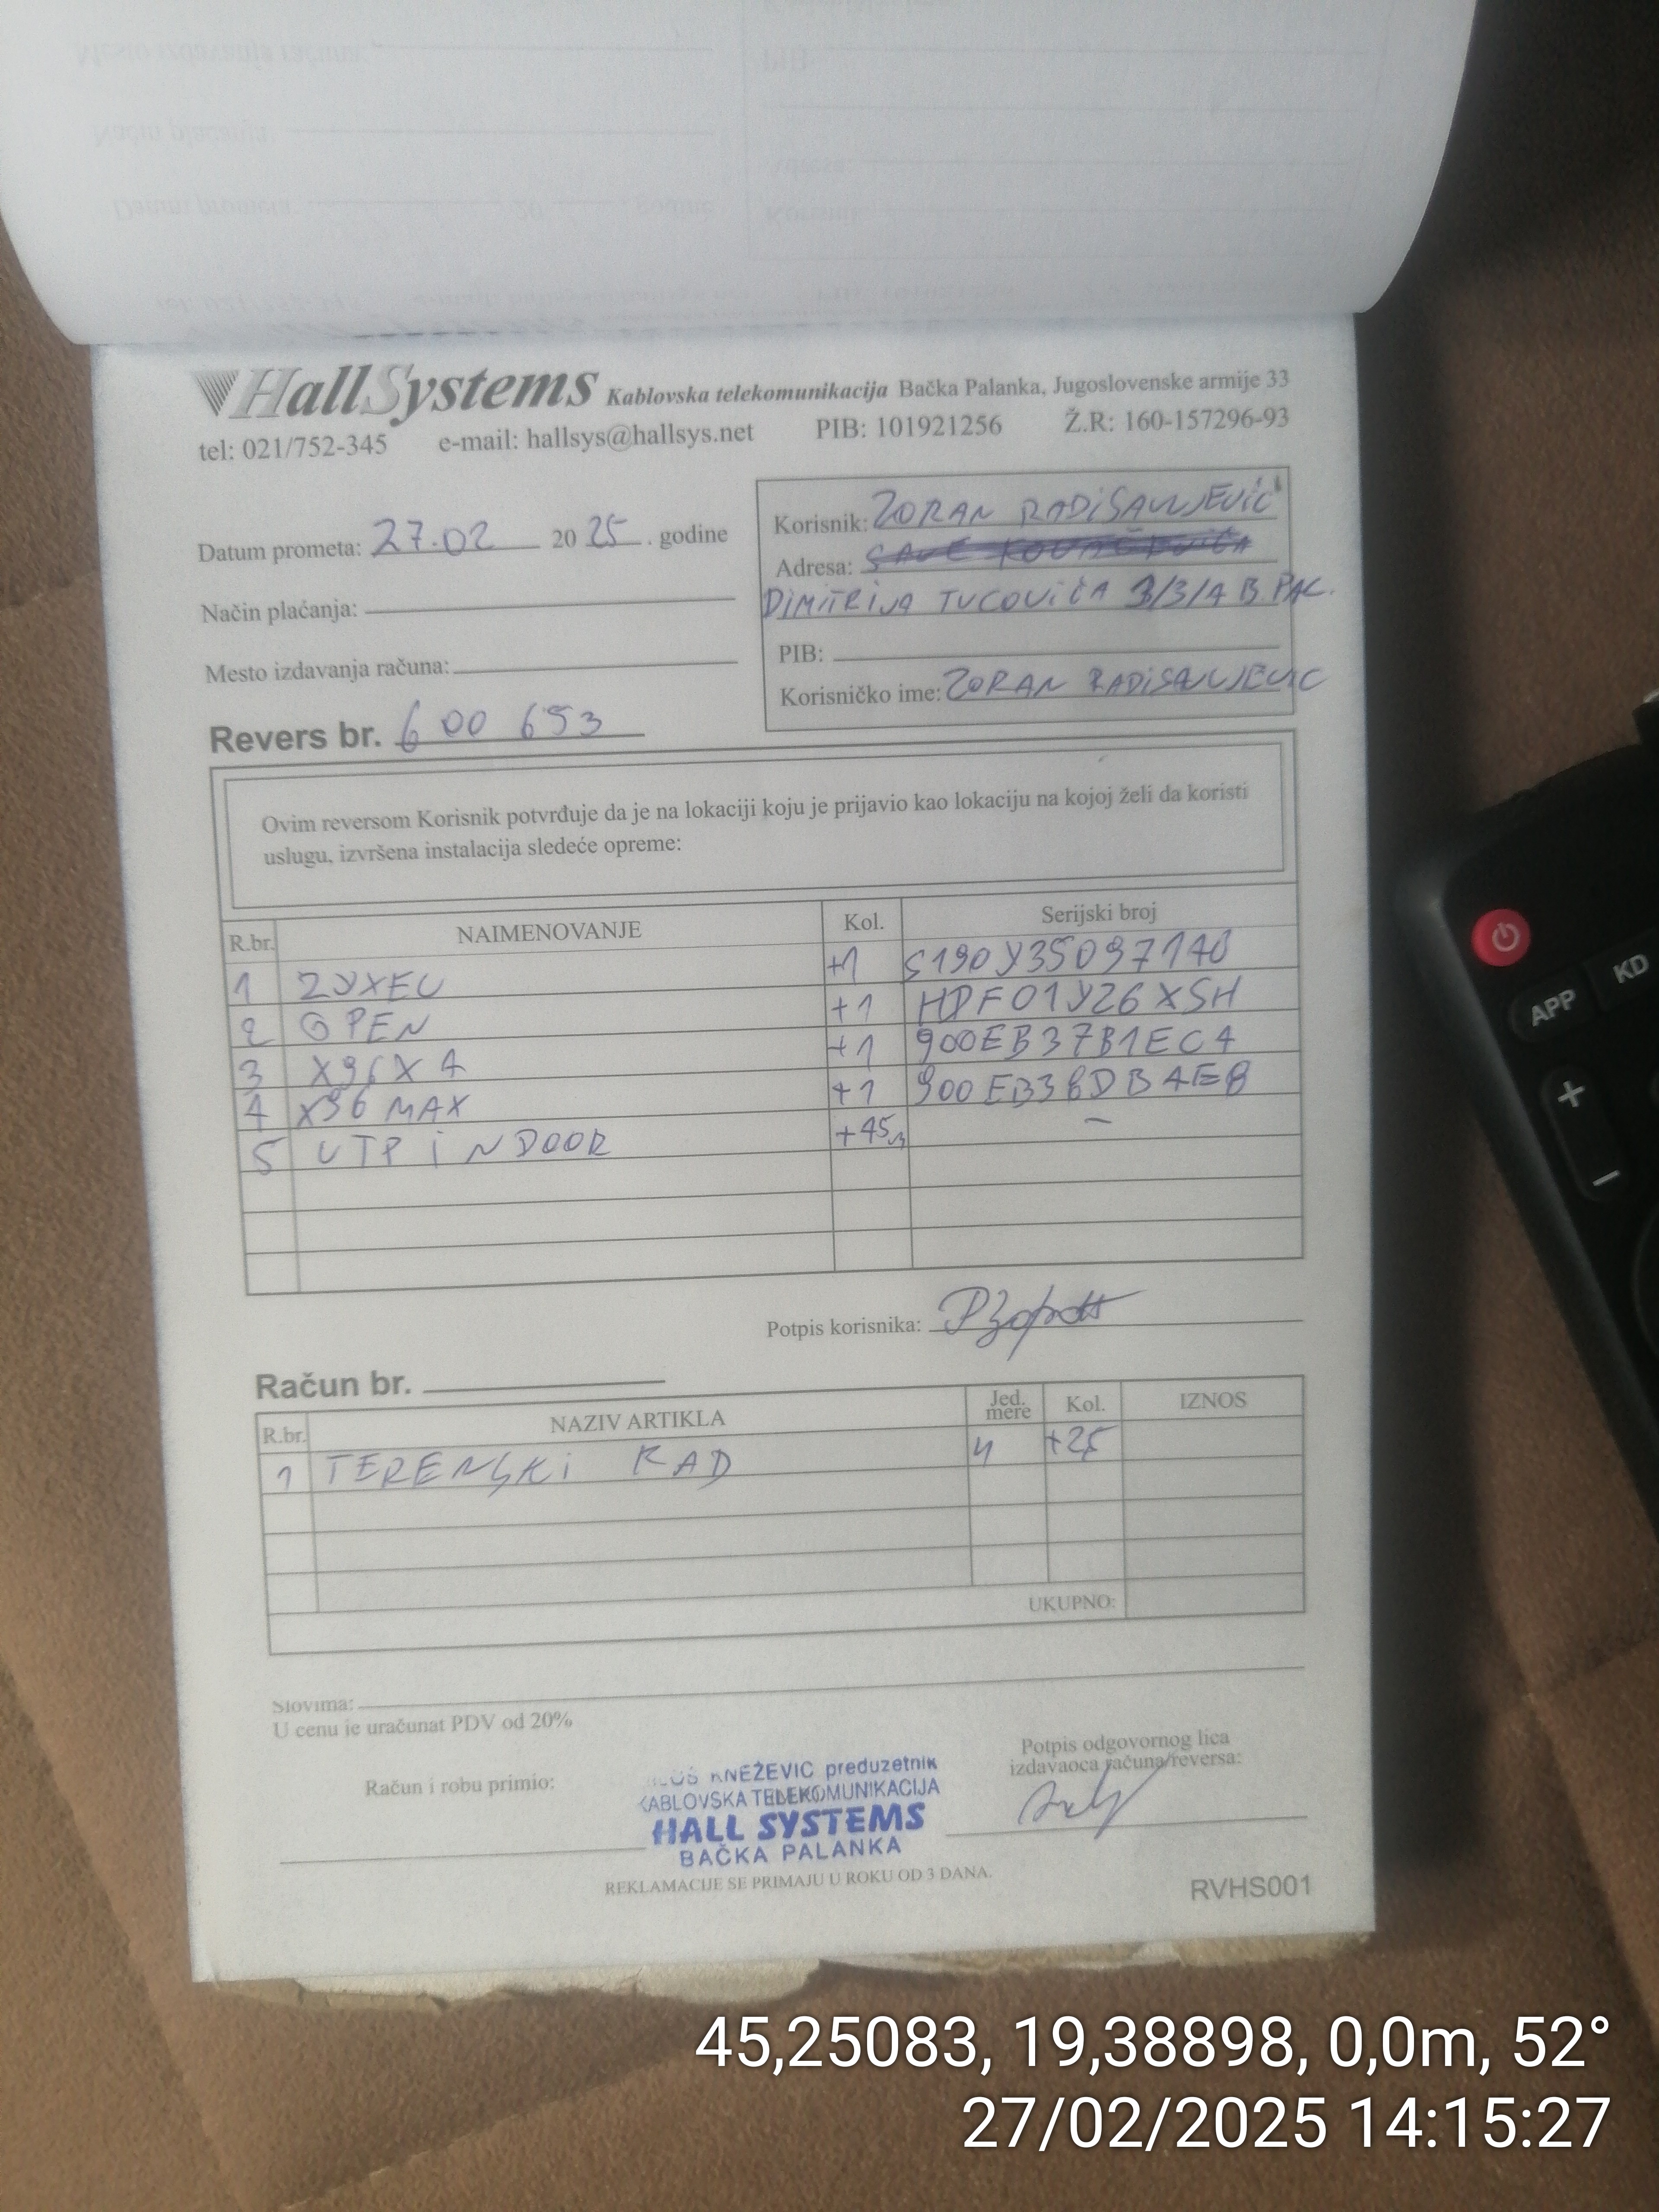 HallSystems Kablovska telekomunikacija Bačka Palanka, Jugoslovenske armije 33
tel: 021/752-345 e-mail: hallsys@hallsys.net PIB: 101921256 Ž.R: 160-157296-93
Datum prometa: 27.02 2025. godine
Način plaćanja:
Mesto izdavanja računa:
Revers br. 600 653
Korisnik: ZORAN RADISAVLJEVIĆ
Adresa: SAVE KOVAČEVIĆA
DIMITRIJA TUCOVIĆA 3/3/A B PAL.
PIB:
Korisničko ime: ZORAN RADISAVLJEVIC
Ovim reversom Korisnik potvrđuje da je na lokaciji koju je prijavio kao lokaciju na kojoj želi da koristi
uslugu, izvršena instalacija sledeće opreme:
R.br. NAIMENOVANJE Kol. Serijski broj
1 ZYXEL +1 S190Y35097140
2 OPEN +1 HDF01Y26XSH
3 X96X4 +1 900EB37B1EC4
4 X96 MAX +1 900EB38DBAE8
5 UTP INDOOR +45m –
Potpis korisnika:
Račun br.
R.br. NAZIV ARTIKLA Jed. mere Kol. IZNOS
1 TERENSKI RAD Ч +25
UKUPNO:
Slovima:
U cenu je uračunat PDV od 20%
Račun i robu primio:
KNEŽEVIC preduzetnik
KABLOVSKA TELEKOMUNIKACIJA
HALL SYSTEMS
BAČKA PALANKA
Potpis odgovornog lica
izdavaoca računa/reversa:
REKLAMACIJE SE PRIMAJU U ROKU OD 3 DANA.
RVHS001
APP
KD
+
–
45,25083, 19,38898, 0,0m, 52°
27/02/2025 14:15:27